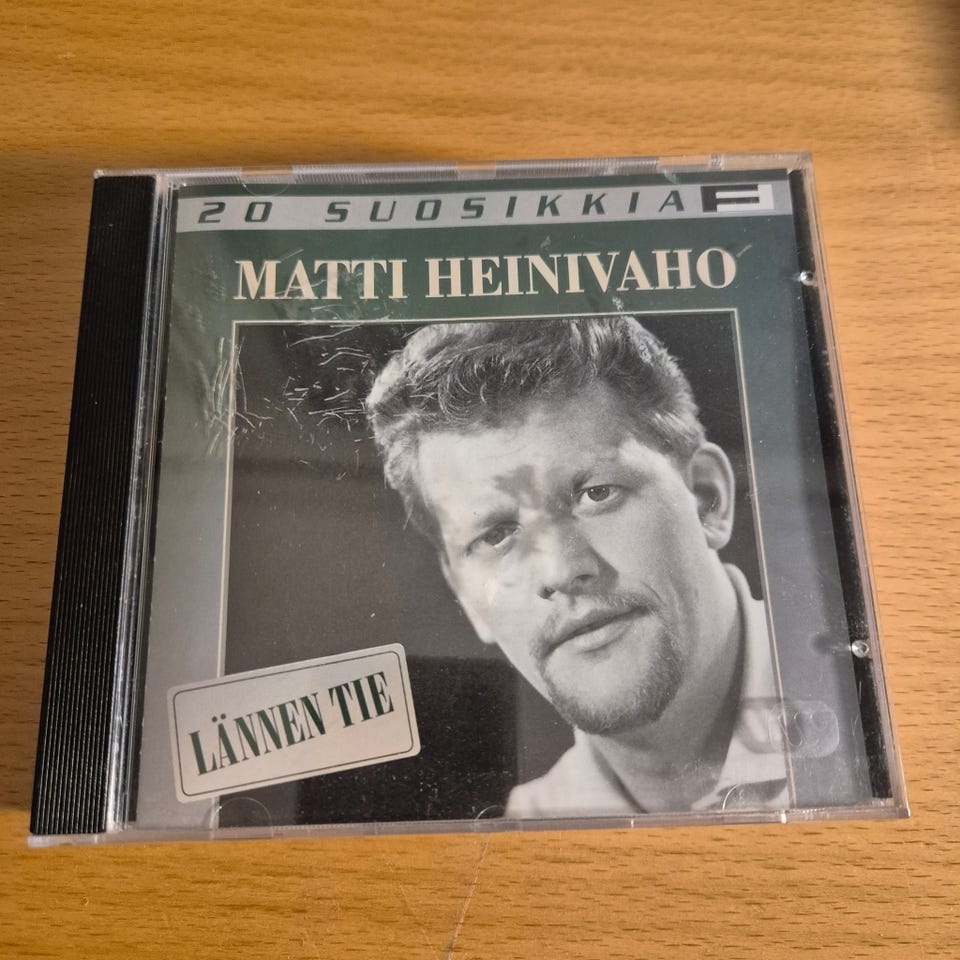 20 SUOSIKKIA F
MATTI HEINIVAHO
LÄNNEN TIE